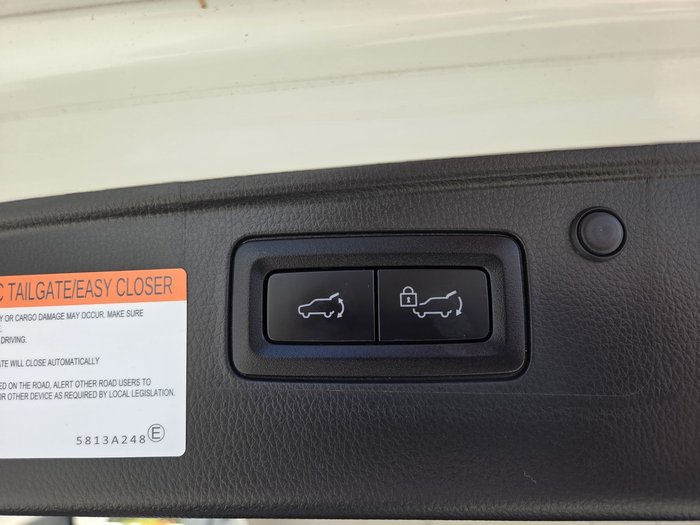 C TAILGATE/EASY CLOSER
Y OR CARGO DAMAGE MAY OCCUR. MAKE SURE
E.
DRIVING.
ATE WILL CLOSE AUTOMATICALLY
ED ON THE ROAD, ALERT OTHER ROAD USERS TO
OR OTHER DEVICE AS REQUIRED BY LOCAL LEGISLATION.
5813A248 E